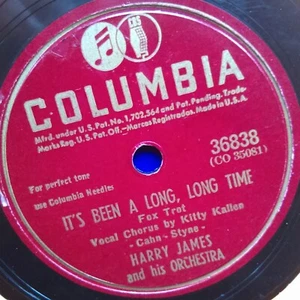 CBS
COLUMBIA
Mfrd. under U.S. Pat. No. 1,702,564 and Pat. Pending. Trade-
Marks Reg. U.S. Pat. Off.-Marcas Registradas. Made in U.S.A.
36838
(CO 35081)
For perfect tone
use Columbia Needles
IT'S BEEN A LONG, LONG TIME
Fox Trot
Vocal Chorus by Kitty Kallen
- Cahn - Styne -
HARRY JAMES
and his ORCHESTRA